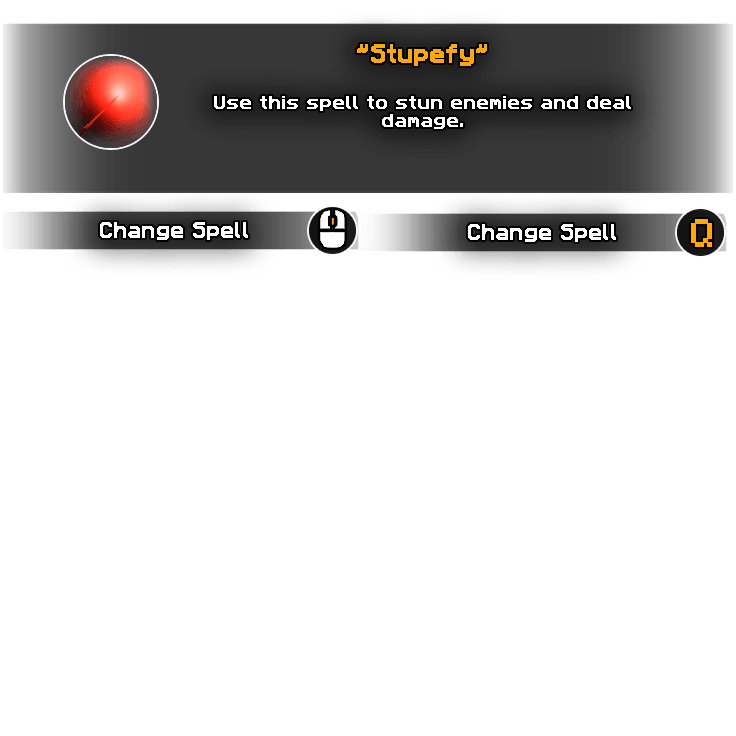 "Stupefy"
Use this spell to stun enemies and deal
damage.
Change Spell
Change Spell Q